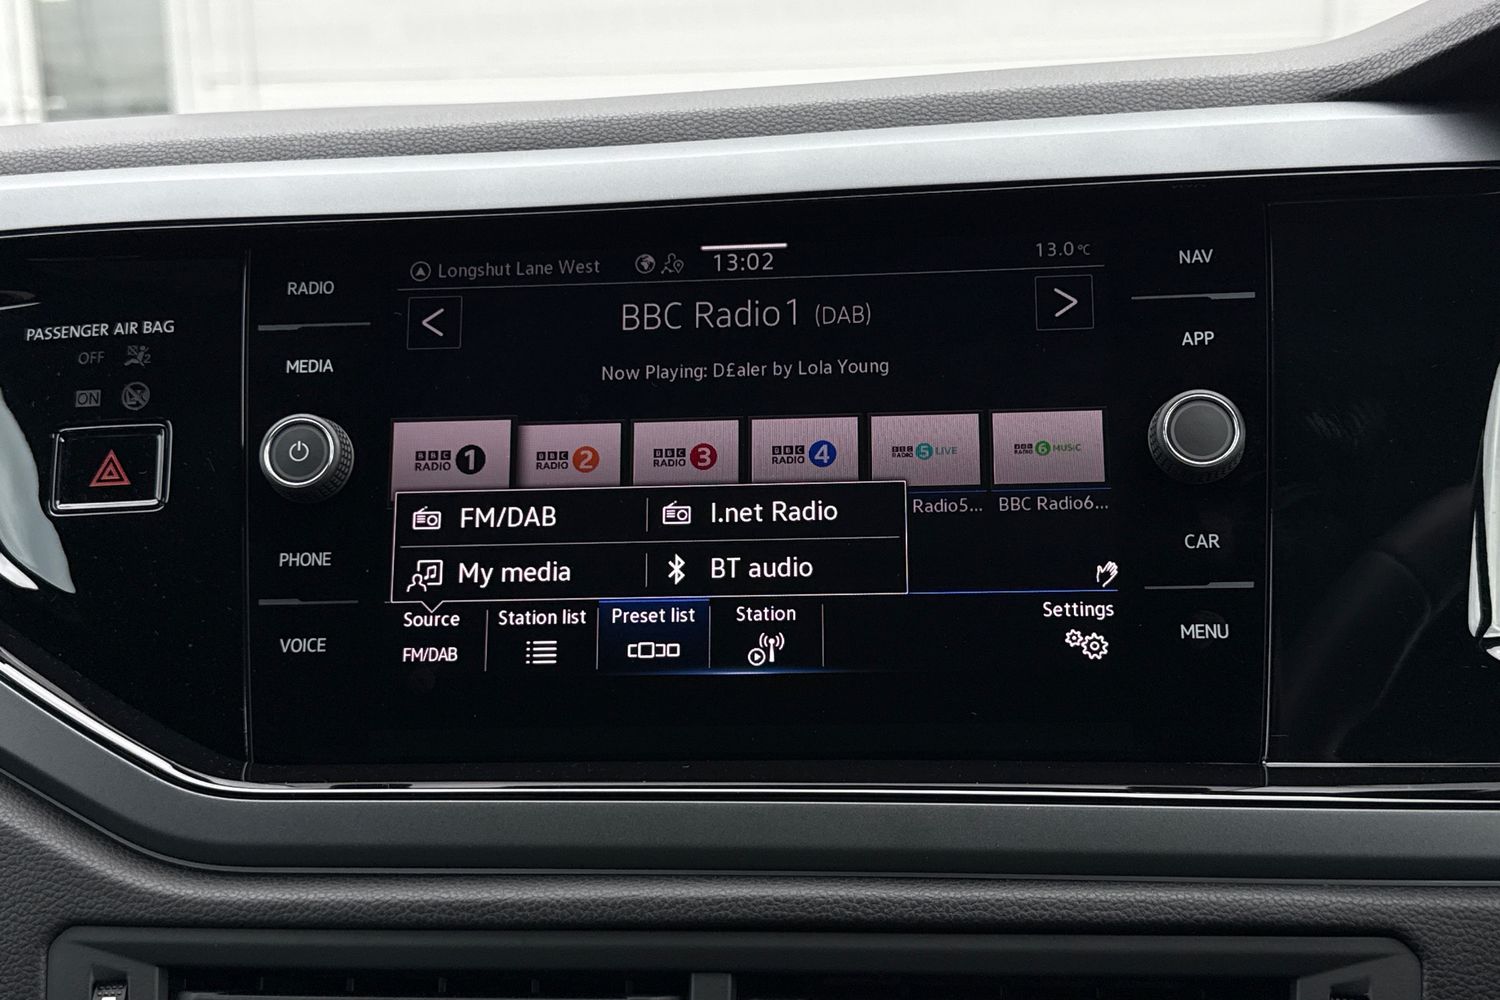 Longshut Lane West
13:02
13.0 °C
RADIO
NAV
BBC Radio1 (DAB)
PASSENGER AIR BAG
OFF
ON
MEDIA
APP
Now Playing: D£aler by Lola Young
BBC RADIO 1
BBC RADIO 2
BBC RADIO 3
BBC RADIO 4
BBC RADIO 5 LIVE
BBC RADIO 6 MUSIC
Radio5...
BBC Radio6...
FM/DAB
I.net Radio
My media
BT audio
PHONE
CAR
Source
Station list
Preset list
Station
Settings
FM/DAB
VOICE
MENU